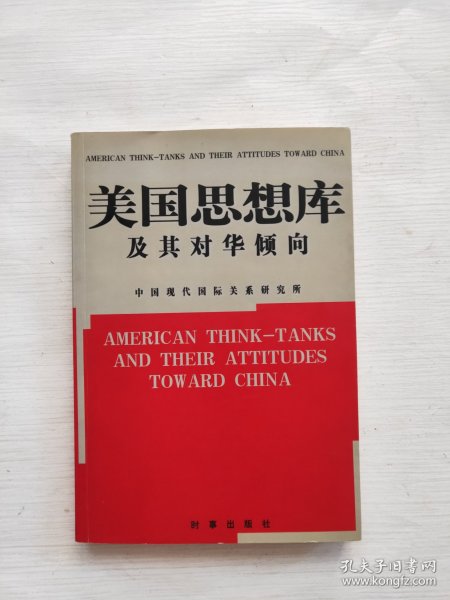 AMERICAN THINK-TANKS AND THEIR ATTITUDES TOWARD CHINA
美国思想库
及其对华倾向
中国现代国际关系研究所
AMERICAN THINK-TANKS
AND THEIR ATTITUDES
TOWARD CHINA
时事出版社
孔夫子旧书网
www.kongfz.com